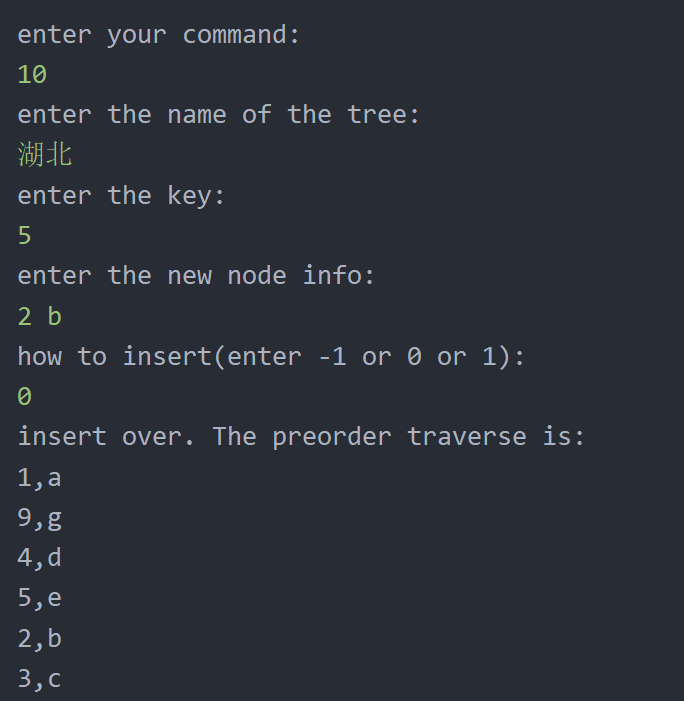 enter your command:
10
enter the name of the tree:
湖北
enter the key:
5
enter the new node info:
2 b
how to insert(enter -1 or 0 or 1):
0
insert over. The preorder traverse is:
1,a
9,g
4,d
5,e
2,b
3,c